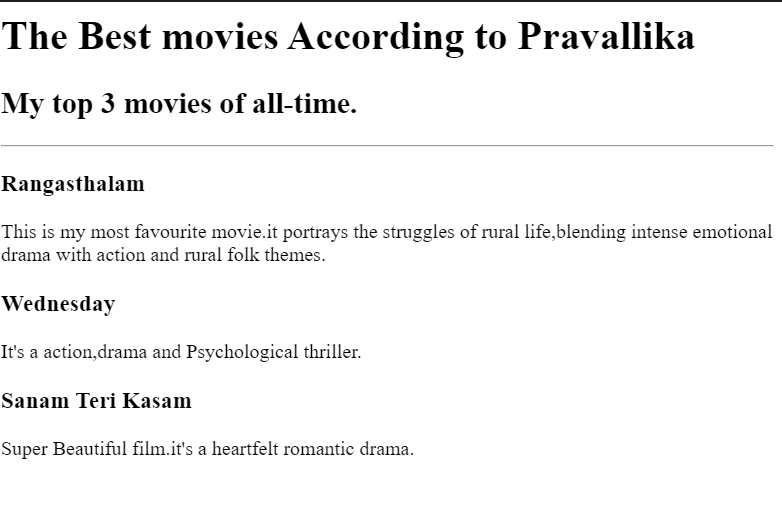 The Best movies According to Pravallika
My top 3 movies of all-time.
Rangasthalam
This is my most favourite movie.it portrays the struggles of rural life,blending intense emotional
drama with action and rural folk themes.
Wednesday
It's a action,drama and Psychological thriller.
Sanam Teri Kasam
Super Beautiful film.it's a heartfelt romantic drama.